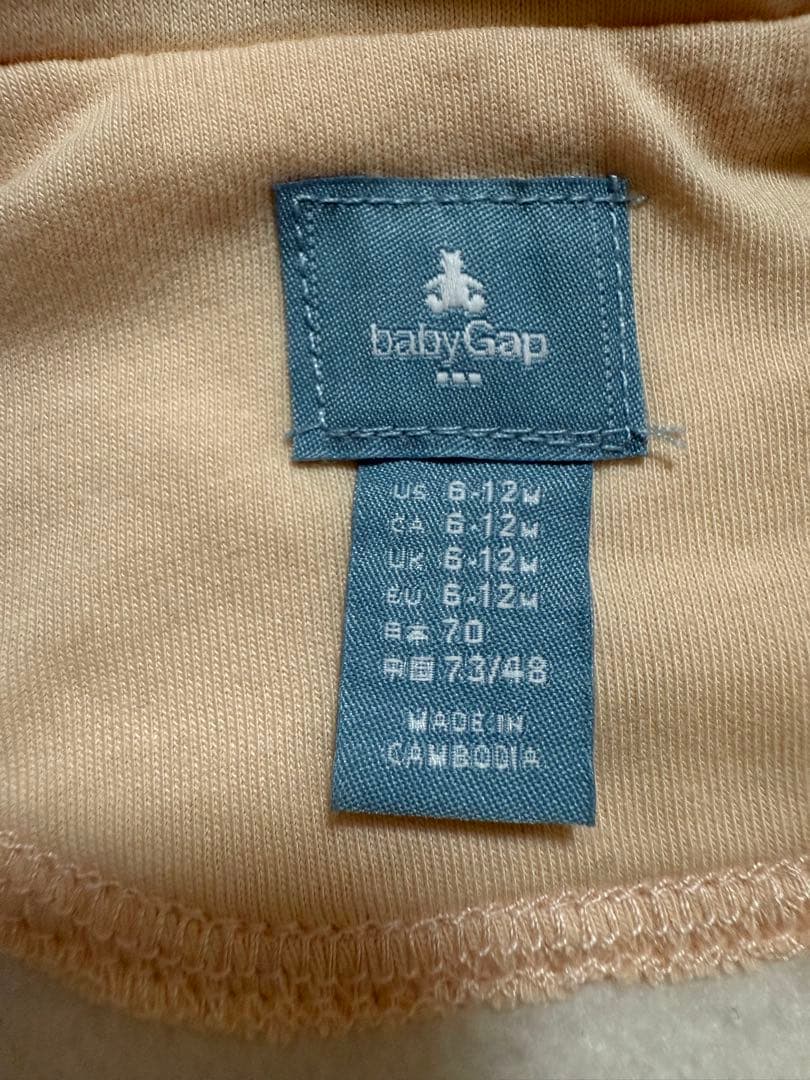 babyGap
US 6-12M
CA 6-12M
UK 6-12M
EU 6-12M
日本 70
中国 73/48
MADE IN
CAMBODIA